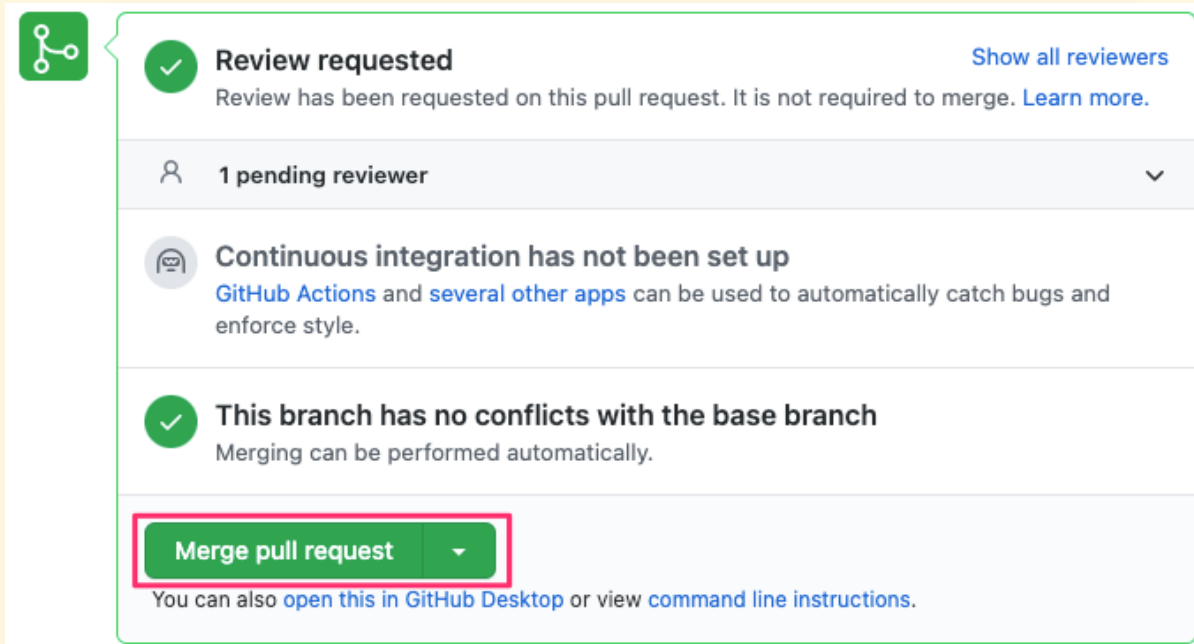 Review requested
Show all reviewers
Review has been requested on this pull request. It is not required to merge. Learn more.
1 pending reviewer
Continuous integration has not been set up
GitHub Actions and several other apps can be used to automatically catch bugs and
enforce style.
This branch has no conflicts with the base branch
Merging can be performed automatically.
Merge pull request
You can also open this in GitHub Desktop or view command line instructions.